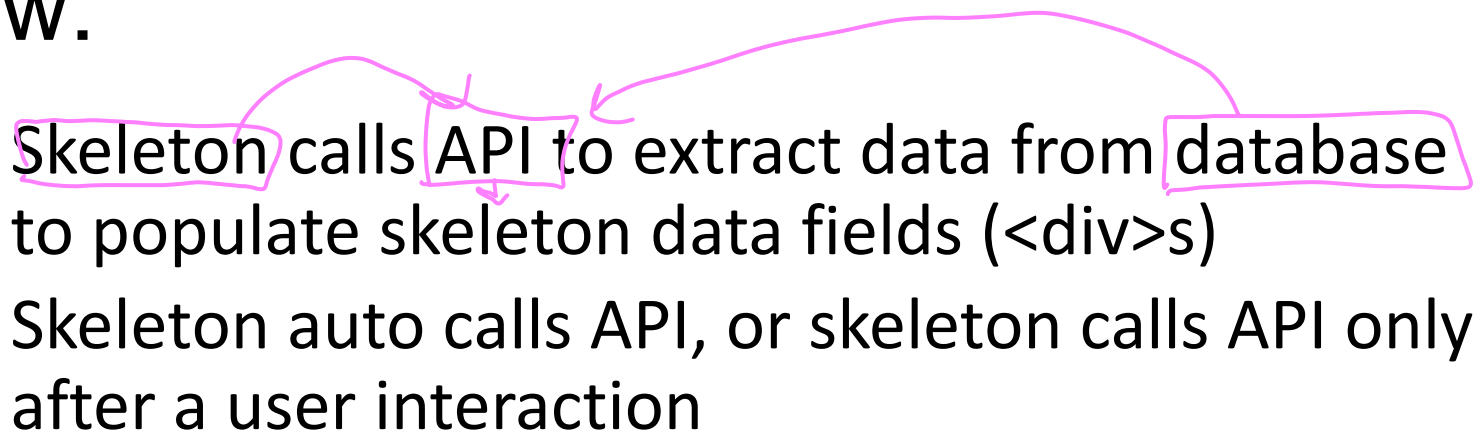 w.
Skeleton calls API to extract data from database
to populate skeleton data fields (<div>s)
Skeleton auto calls API, or skeleton calls API only
after a user interaction